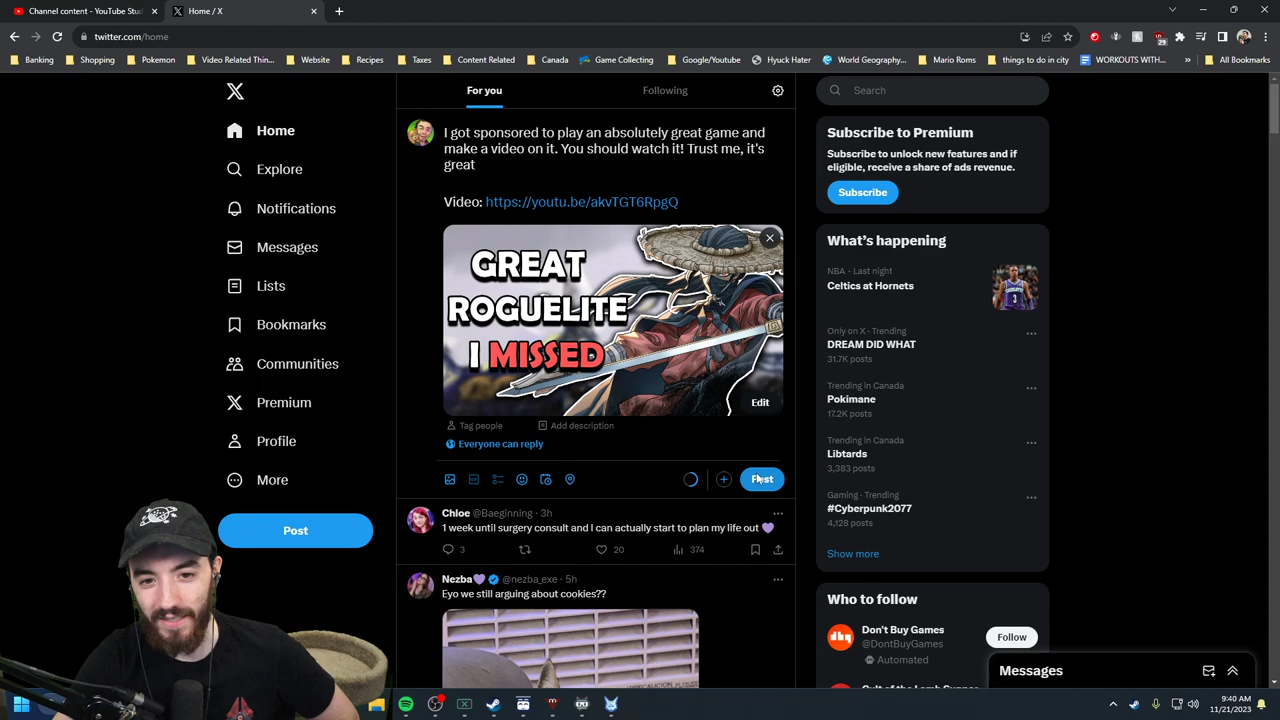 Channel content - YouTube Stud
Home / X
twitter.com/home
Banking
Shopping
Pokemon
Video Related Thin...
Website
Recipes
Taxes
Content Related
Canada
Game Collecting
Google/Youtube
Hyuck Hater
World Geography...
Mario Roms
things to do in city
WORKOUTS WITH...
All Bookmarks
Home
Explore
Notifications
Messages
Lists
Bookmarks
Communities
Premium
Profile
More
Post
For you
Following
I got sponsored to play an absolutely great game and
make a video on it. You should watch it! Trust me, it's
great
Video: https://youtu.be/akvTGT6RpgQ
GREAT
ROGUELITE
I MISSED
Edit
Tag people
Add description
Everyone can reply
Post
Chloe @Baeginning · 3h
1 week until surgery consult and I can actually start to plan my life out 💜
3
20
374
Nezba💜 @nezba_exe · 5h
Eyo we still arguing about cookies??
Search
Subscribe to Premium
Subscribe to unlock new features and if
eligible, receive a share of ads revenue.
Subscribe
What's happening
NBA · Last night
Celtics at Hornets
Only on X · Trending
DREAM DID WHAT
31.7K posts
Trending in Canada
Pokimane
17.2K posts
Trending in Canada
Libtards
3,383 posts
Gaming · Trending
#Cyberpunk2077
4,128 posts
Show more
Who to follow
Don't Buy Games
@DontBuyGames
Automated
Follow
Messages
9:40 AM
11/21/2023